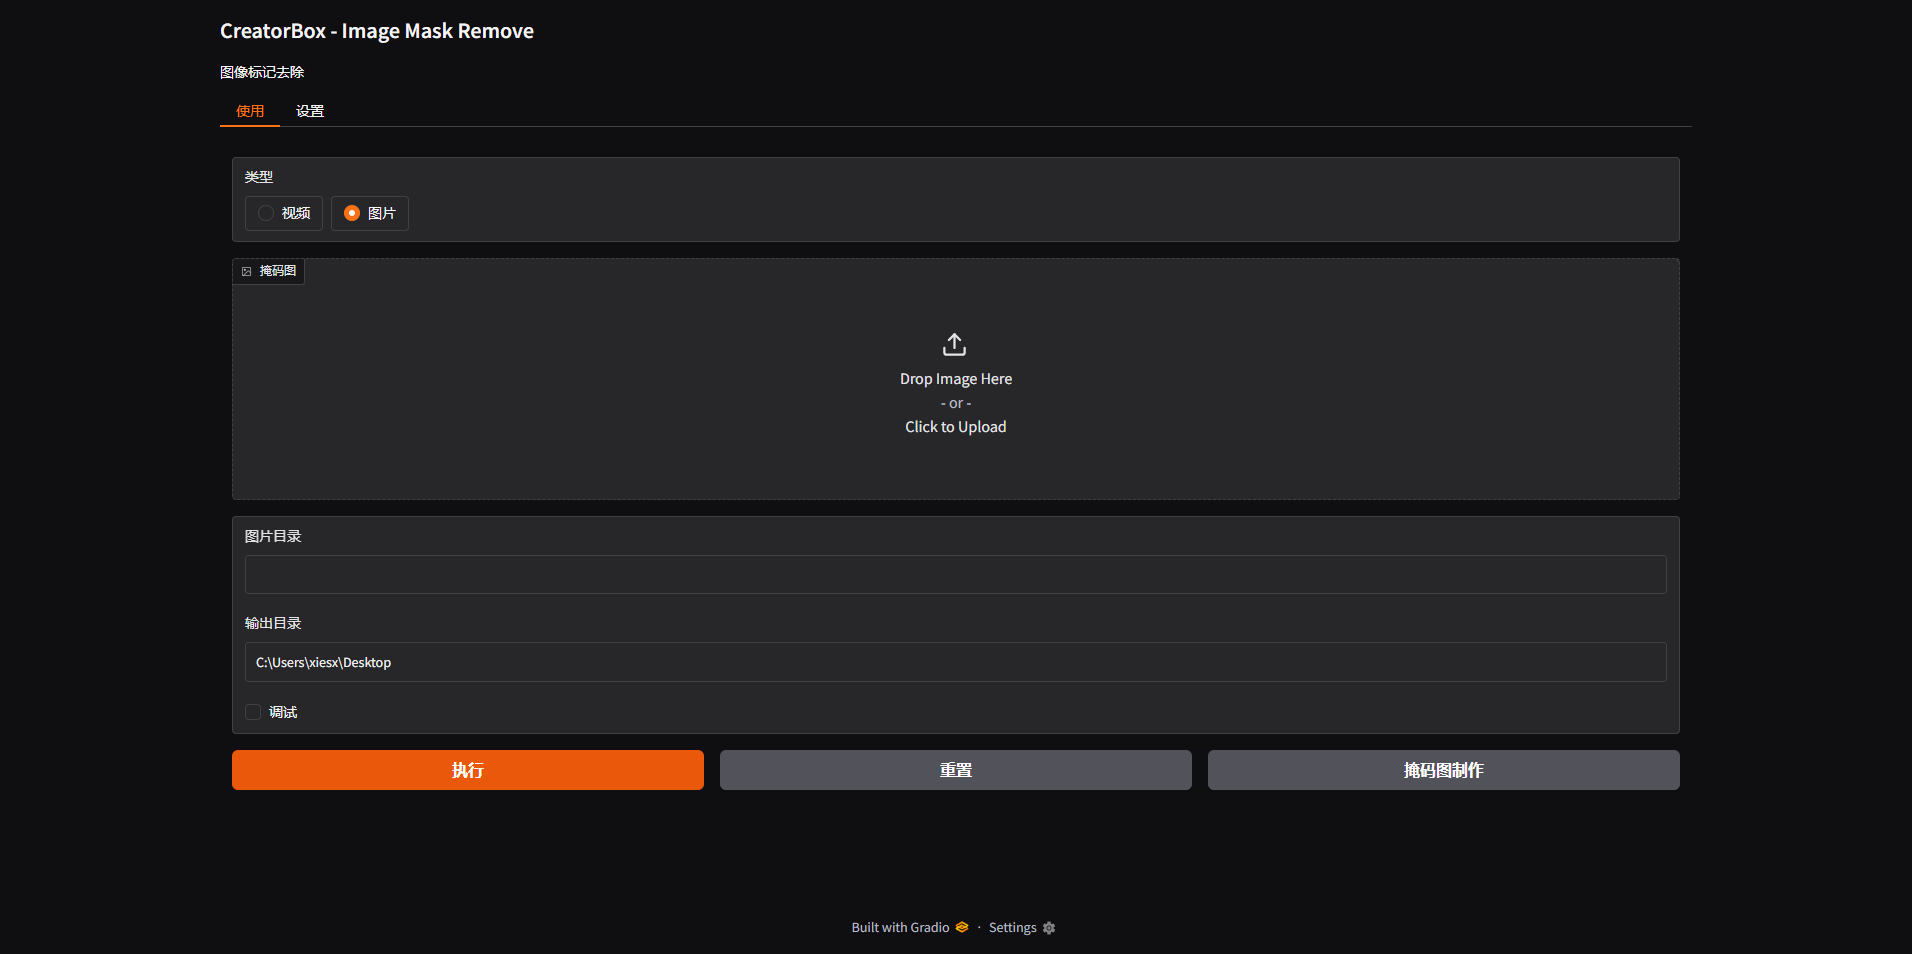 CreatorBox - Image Mask Remove
图像标记去除
使用 设置
类型
视频 图片
掩码图
Drop Image Here
- or -
Click to Upload
图片目录
输出目录
C:\Users\xiesx\Desktop
调试
执行 重置 掩码图制作
Built with Gradio · Settings